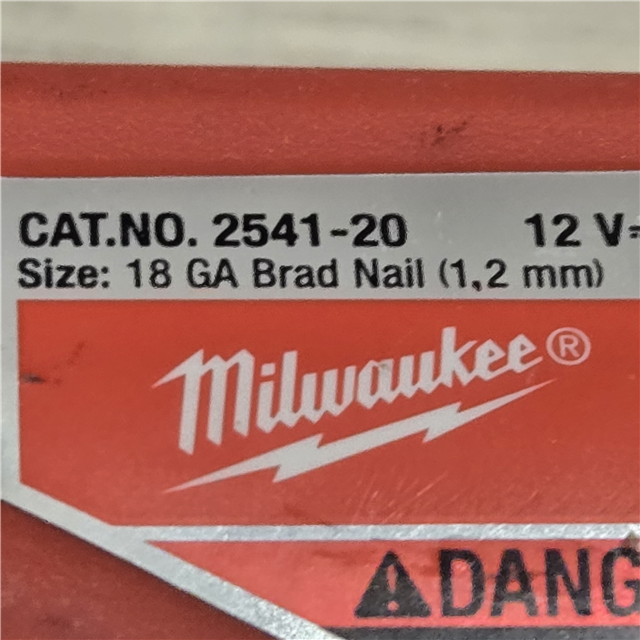 CAT.NO. 2541-20 12 V⎓
Size: 18 GA Brad Nail (1,2 mm)
Milwaukee®
⚠DANG